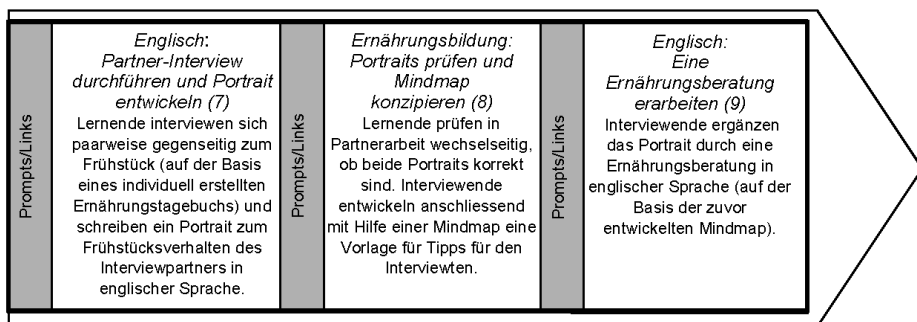 Prompts/Links
Englisch:
Partner-Interview
durchführen und Portrait
entwickeln (7)
Lernende interviewen sich
paarweise gegenseitig zum
Frühstück (auf der Basis
eines individuell erstellten
Ernährungstagebuchs) und
schreiben ein Portrait zum
Frühstücksverhalten des
Interviewpartners in
englischer Sprache.
Prompts/Links
Ernährungsbildung:
Portraits prüfen und
Mindmap
konzipieren (8)
Lernende prüfen in
Partnerarbeit wechselseitig,
ob beide Portraits korrekt
sind. Interviewende
entwickeln anschliessend
mit Hilfe einer Mindmap eine
Vorlage für Tipps für den
Interviewten.
Prompts/Links
Englisch:
Eine
Ernährungsberatung
erarbeiten (9)
Interviewende ergänzen
das Portrait durch eine
Ernährungsberatung in
englischer Sprache (auf der
Basis der zuvor
entwickelten Mindmap).